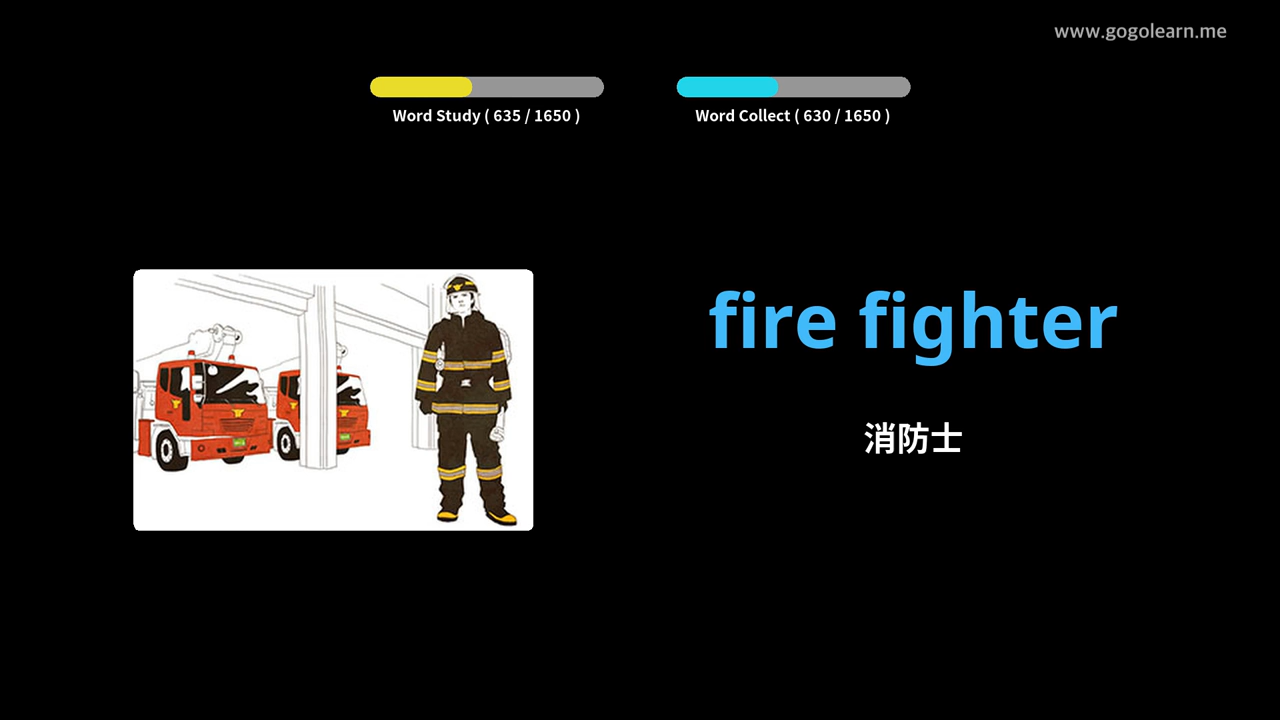 www.gogolearn.me
Word Study ( 635 / 1650 )
Word Collect ( 630 / 1650 )
fire fighter
消防士